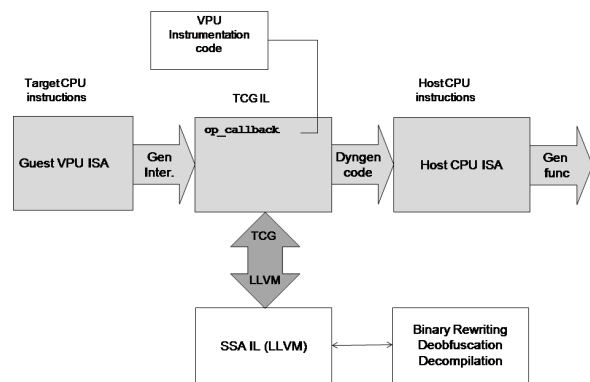 VPU
Instrumentation
code
Target CPU
instructions
TCG IL
Host CPU
instructions
op_callback
Guest VPU ISA
Gen
Inter.
Dyngen
code
Host CPU ISA
Gen
func
TCG
LLVM
SSA IL (LLVM)
Binary Rewriting
Deobfuscation
Decompilation